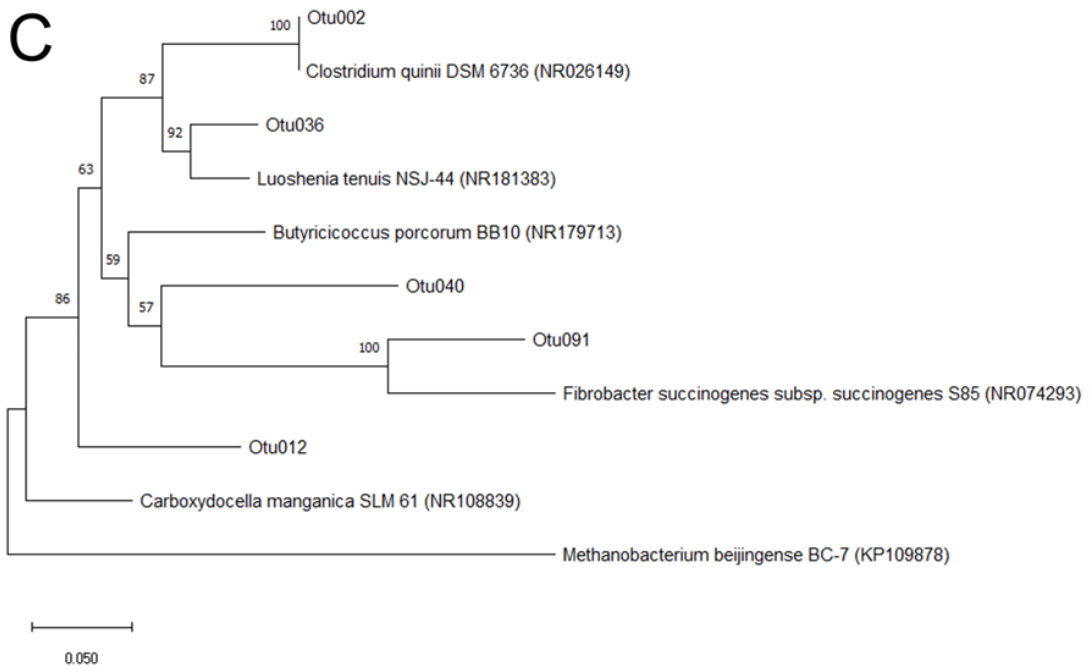 C
100
Otu002
Clostridium quinii DSM 6736 (NR026149)
87
Otu036
92
Luoshenia tenuis NSJ-44 (NR181383)
63
Butyricicoccus porcorum BB10 (NR179713)
59
Otu040
86
57
Otu091
100
Fibrobacter succinogenes subsp. succinogenes S85 (NR074293)
Otu012
Carboxydocella manganica SLM 61 (NR108839)
Methanobacterium beijingense BC-7 (KP109878)
0.050